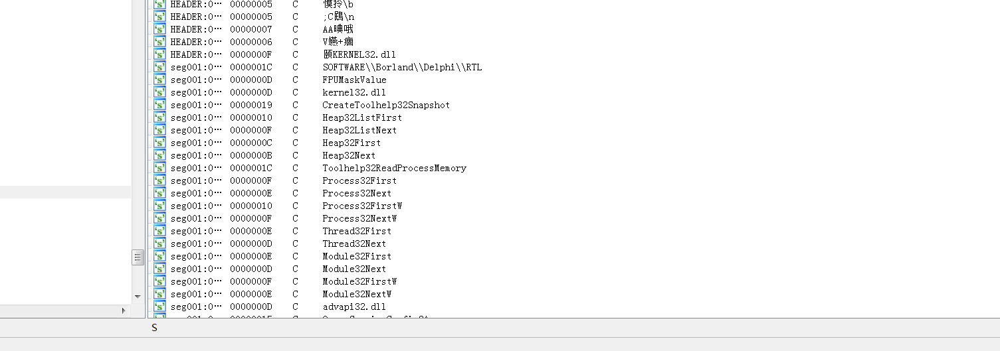 HEADER:0… 00000005 C 慔拎\b
HEADER:0… 00000005 C ;C鴟\n
HEADER:0… 00000007 C AA晪哦
HEADER:0… 00000006 C V嬿+痼
HEADER:0… 0000000F C 颐KERNEL32.dll
seg001:0… 0000001C C SOFTWARE\\Borland\\Delphi\\RTL
seg001:0… 0000000D C FPUMaskValue
seg001:0… 0000000D C kernel32.dll
seg001:0… 00000019 C CreateToolhelp32Snapshot
seg001:0… 00000010 C Heap32ListFirst
seg001:0… 0000000F C Heap32ListNext
seg001:0… 0000000C C Heap32First
seg001:0… 0000000B C Heap32Next
seg001:0… 0000001C C Toolhelp32ReadProcessMemory
seg001:0… 0000000F C Process32First
seg001:0… 0000000E C Process32Next
seg001:0… 00000010 C Process32FirstW
seg001:0… 0000000F C Process32NextW
seg001:0… 0000000E C Thread32First
seg001:0… 0000000D C Thread32Next
seg001:0… 0000000E C Module32First
seg001:0… 0000000D C Module32Next
seg001:0… 0000000F C Module32FirstW
seg001:0… 0000000E C Module32NextW
seg001:0… 0000000D C advapi32.dll
S